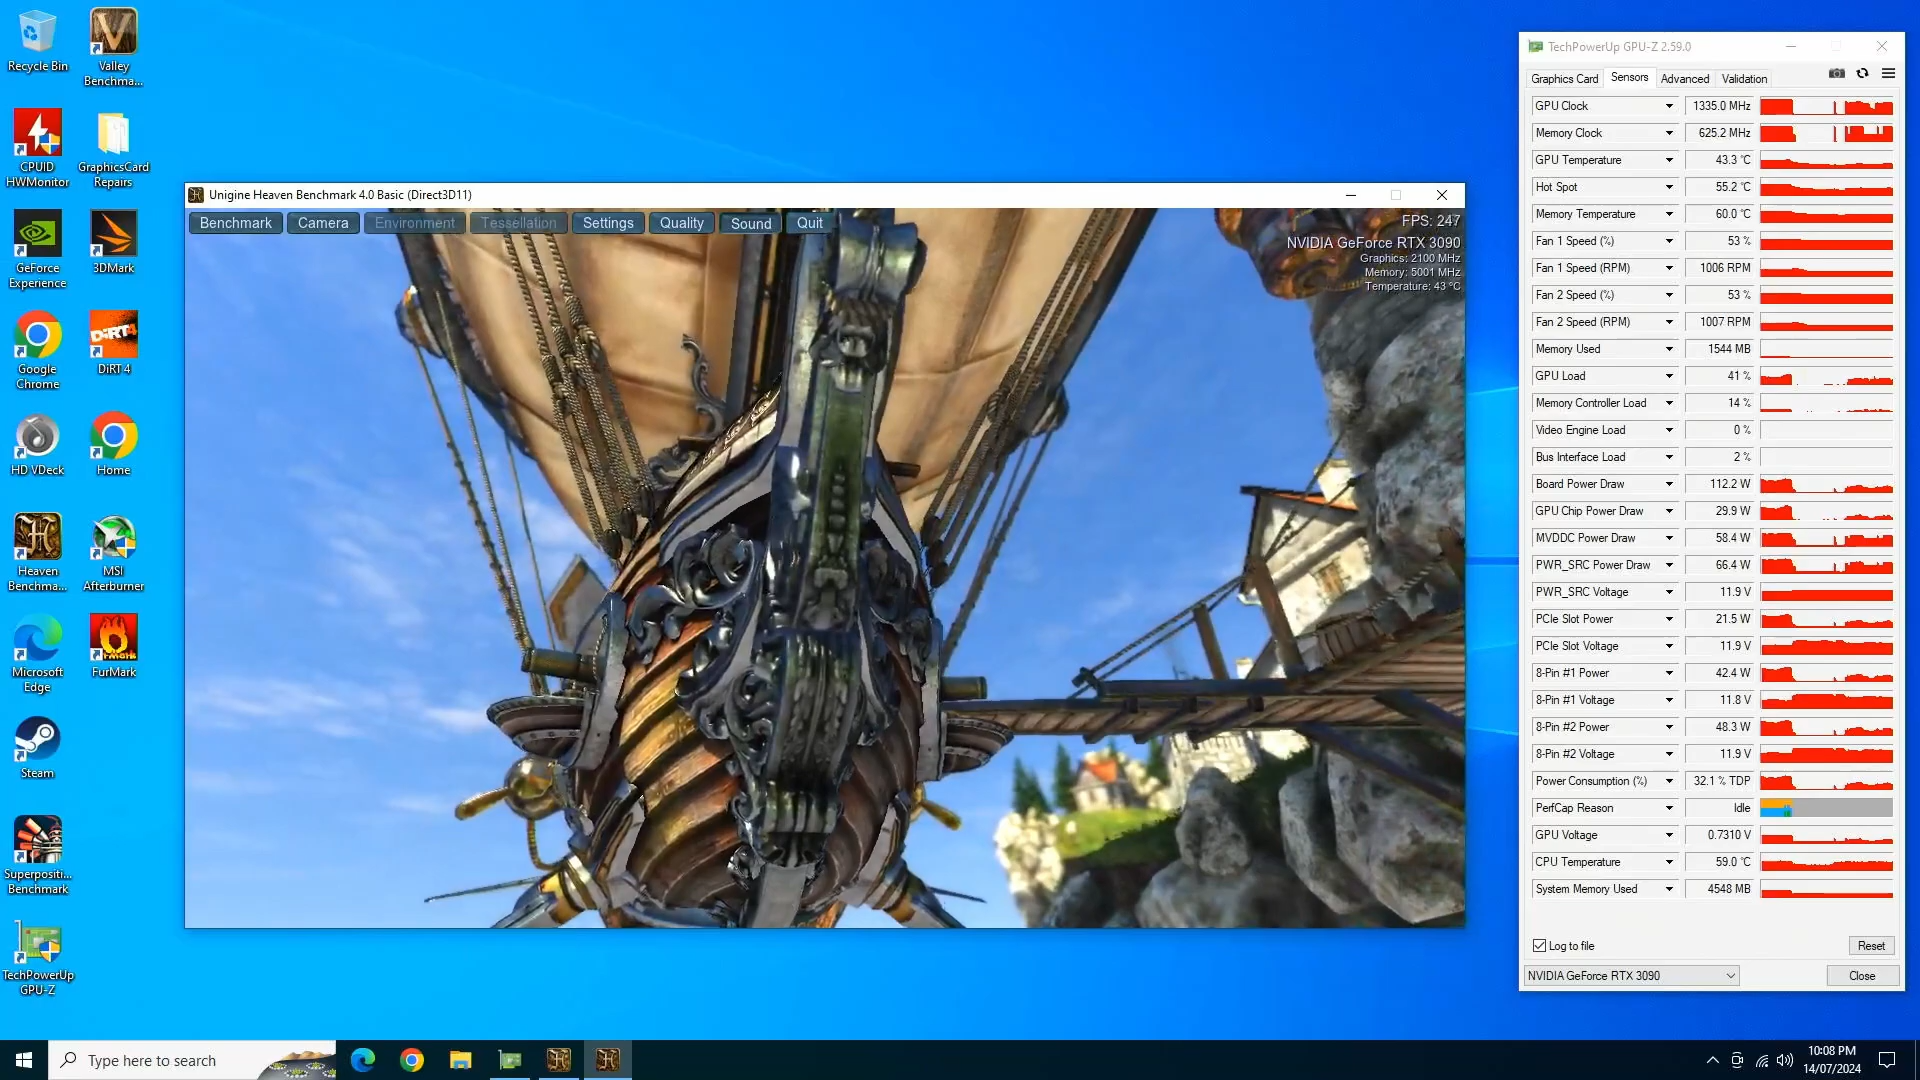 Recycle Bin
Valley
Benchma...
CPUID
HWMonitor
GraphicsCard
Repairs
GeForce
Experience
3DMark
Google
Chrome
DiRT 4
HD VDeck
Home
Heaven
Benchma...
MSI
Afterburner
Microsoft
Edge
FurMark
Steam
Superpositi...
Benchmark
TechPowerUp
GPU-Z
Unigine Heaven Benchmark 4.0 Basic (Direct3D11)
Benchmark Camera Environment Tessellation Settings Quality Sound Quit
FPS: 247
NVIDIA GeForce RTX 3090
Graphics: 2100 MHz
Memory: 5001 MHz
Temperature: 43 °C
TechPowerUp GPU-Z 2.59.0
Graphics Card Sensors Advanced Validation
GPU Clock 1335.0 MHz
Memory Clock 625.2 MHz
GPU Temperature 43.3 °C
Hot Spot 55.2 °C
Memory Temperature 60.0 °C
Fan 1 Speed (%) 53 %
Fan 1 Speed (RPM) 1006 RPM
Fan 2 Speed (%) 53 %
Fan 2 Speed (RPM) 1007 RPM
Memory Used 1544 MB
GPU Load 41 %
Memory Controller Load 14 %
Video Engine Load 0 %
Bus Interface Load 2 %
Board Power Draw 112.2 W
GPU Chip Power Draw 29.9 W
MVDDC Power Draw 58.4 W
PWR_SRC Power Draw 66.4 W
PWR_SRC Voltage 11.9 V
PCIe Slot Power 21.5 W
PCIe Slot Voltage 11.9 V
8-Pin #1 Power 42.4 W
8-Pin #1 Voltage 11.8 V
8-Pin #2 Power 48.3 W
8-Pin #2 Voltage 11.9 V
Power Consumption (%) 32.1 % TDP
PerfCap Reason Idle
GPU Voltage 0.7310 V
CPU Temperature 59.0 °C
System Memory Used 4548 MB
Log to file Reset
NVIDIA GeForce RTX 3090 Close
Type here to search
10:08 PM
14/07/2024